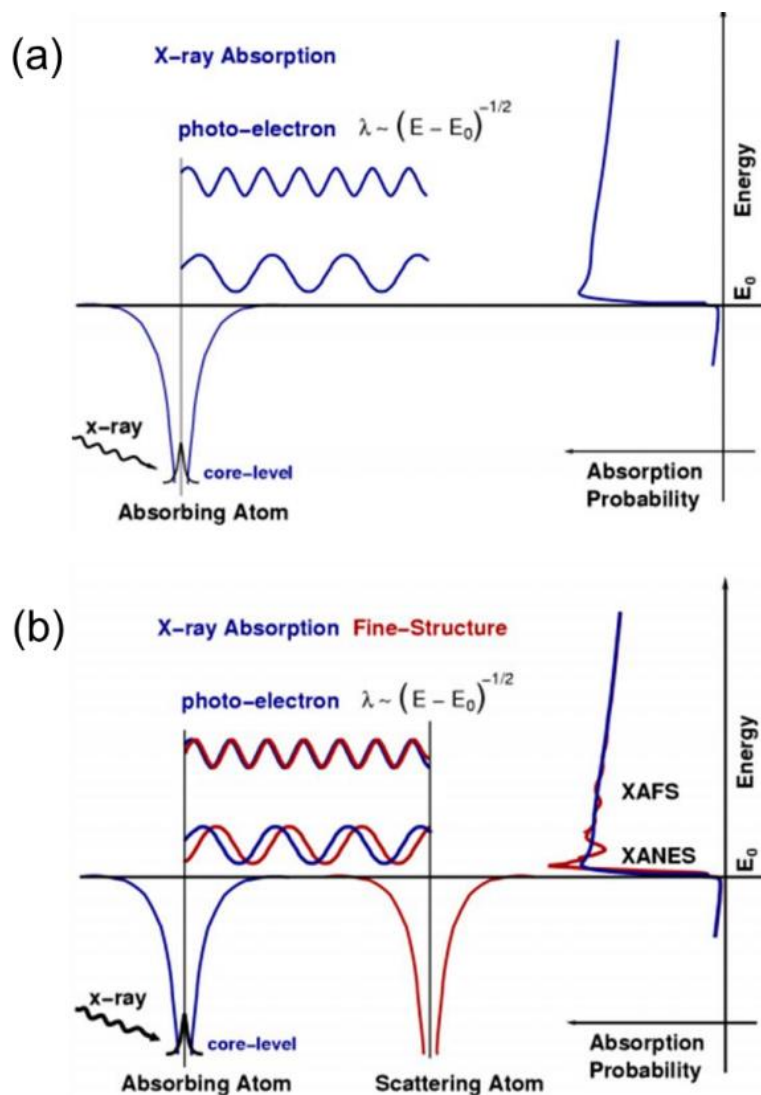 (a)
X-ray Absorption
photo-electron λ ~ (E − E₀)^(−1/2)
x-ray
core-level
Absorbing Atom
Energy
E₀
Absorption
Probability
(b)
X-ray Absorption Fine-Structure
photo-electron λ ~ (E − E₀)^(−1/2)
XAFS
XANES
Energy
E₀
x-ray
core-level
Absorbing Atom
Scattering Atom
Absorption
Probability